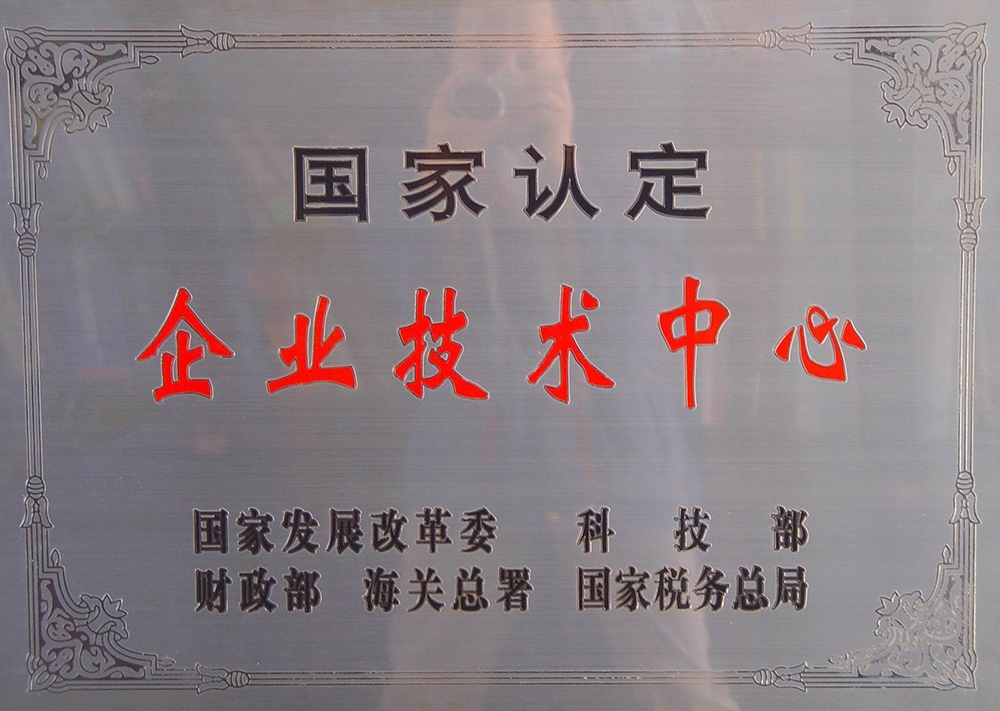 国家认定
企业技术中心
国家发展改革委 科技部
财政部 海关总署 国家税务总局